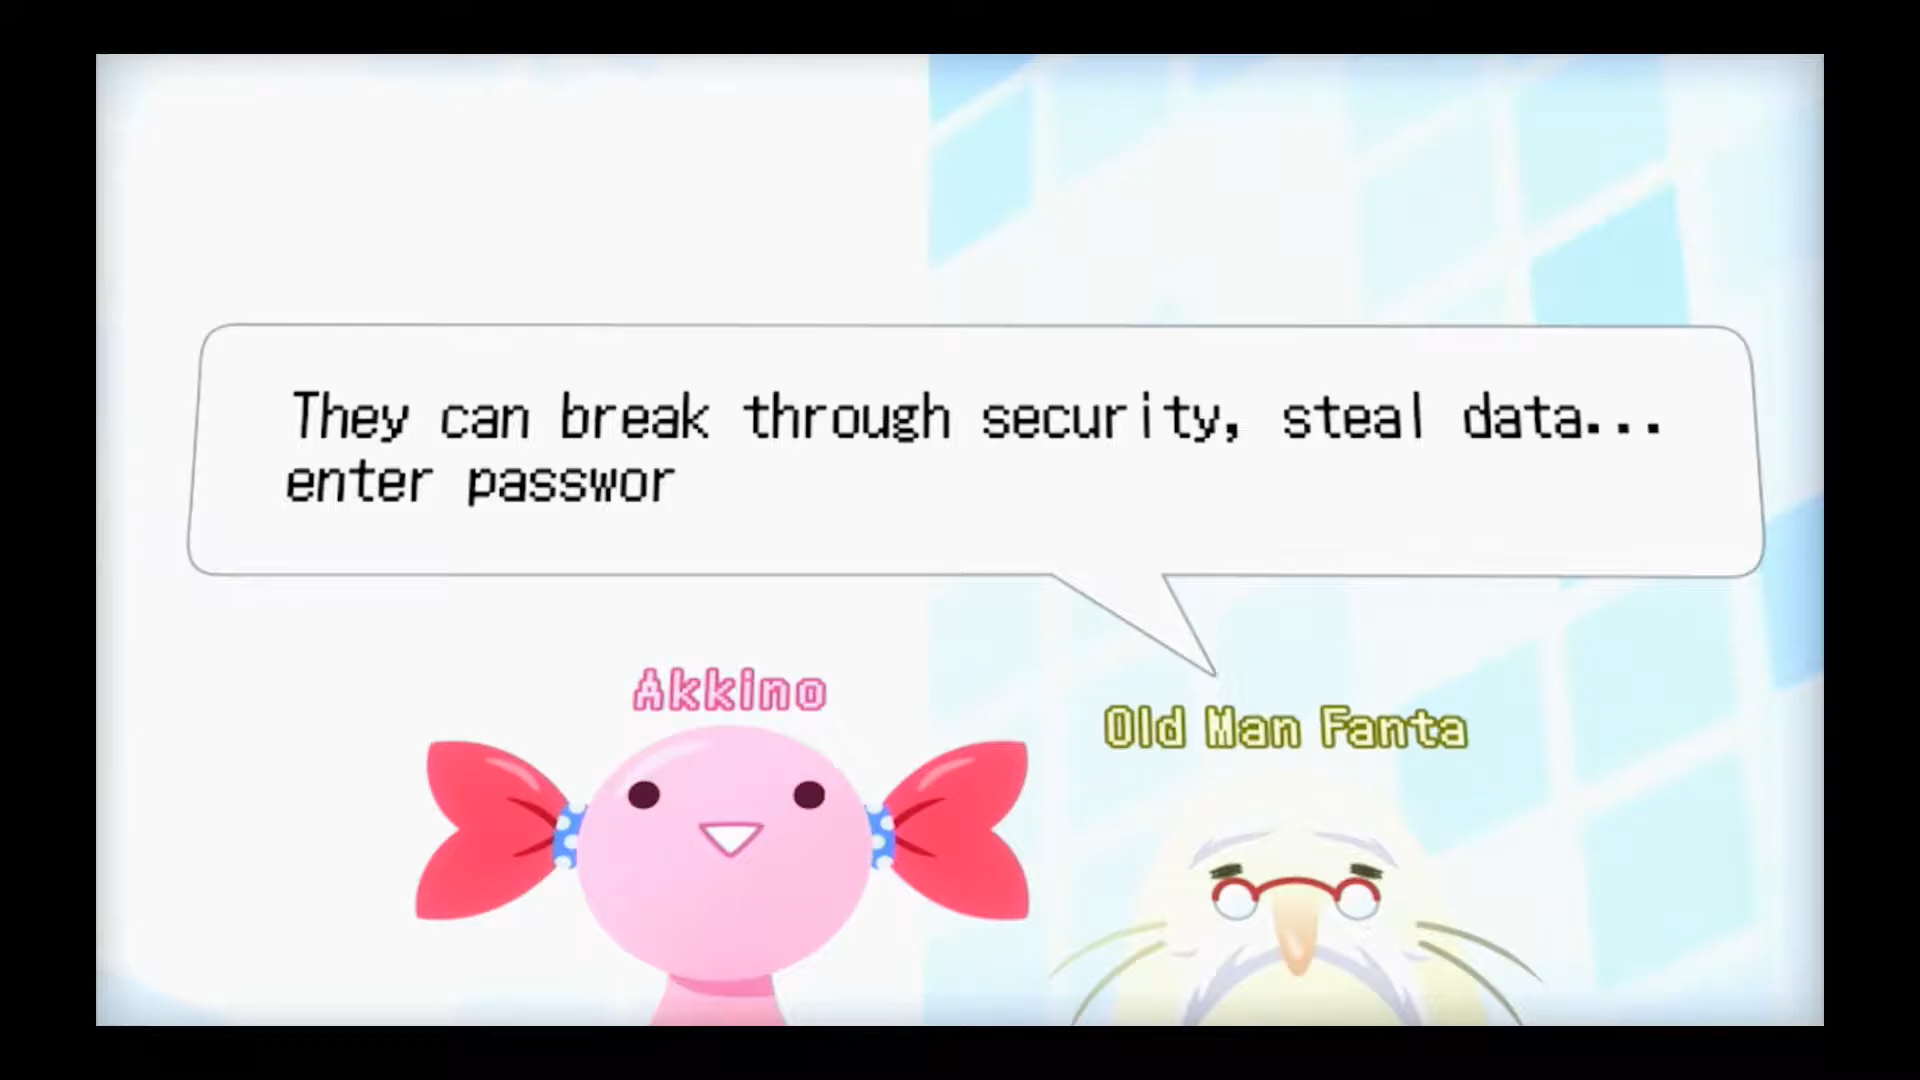 They can break through security, steal data...
enter passwor
Akkino
Old Man Fanta